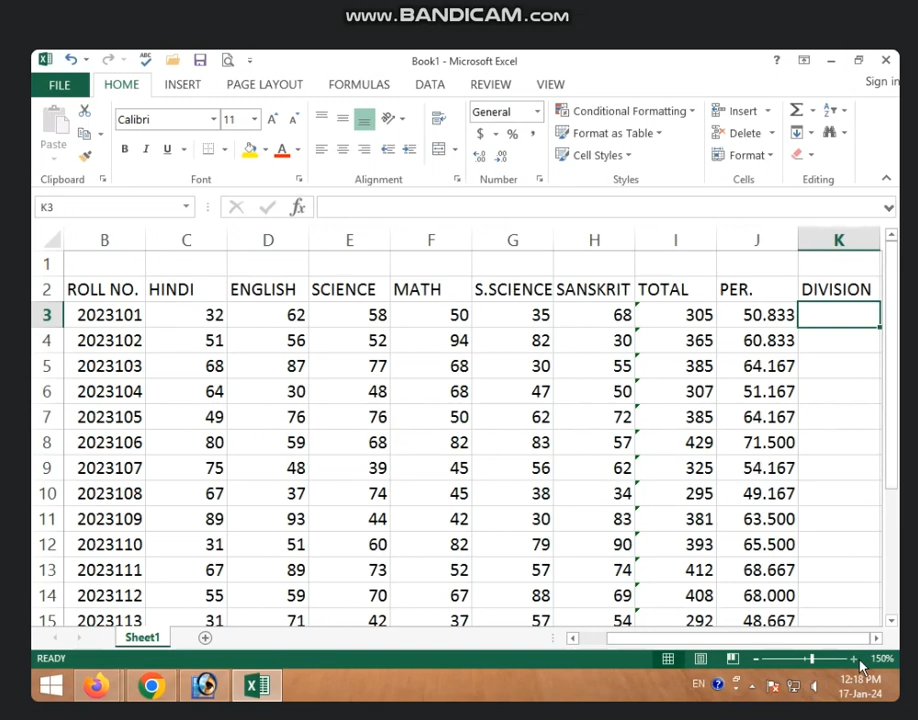 www.BANDICAM.com
Book1 - Microsoft Excel
?
Sign in
FILE HOME INSERT PAGE LAYOUT FORMULAS DATA REVIEW VIEW
Paste
Calibri 11 A A
B I U A
General
$ % ,
Conditional Formatting
Format as Table
Cell Styles
Insert
Delete
Format
Clipboard Font Alignment Number Styles Cells Editing
K3 fx
B C D E F G H I J K
1
2 ROLL NO. HINDI ENGLISH SCIENCE MATH S.SCIENCE SANSKRIT TOTAL PER. DIVISION
3 2023101 32 62 58 50 35 68 305 50.833
4 2023102 51 56 52 94 82 30 365 60.833
5 2023103 68 87 77 68 30 55 385 64.167
6 2023104 64 30 48 68 47 50 307 51.167
7 2023105 49 76 76 50 62 72 385 64.167
8 2023106 80 59 68 82 83 57 429 71.500
9 2023107 75 48 39 45 56 62 325 54.167
10 2023108 67 37 74 45 38 34 295 49.167
11 2023109 89 93 44 42 30 83 381 63.500
12 2023110 31 51 60 82 79 90 393 65.500
13 2023111 67 89 73 52 57 74 412 68.667
14 2023112 55 59 70 67 88 69 408 68.000
15 2023113 31 71 42 37 57 54 292 48.667
Sheet1
READY 150%
EN 12:18 PM
17-Jan-24